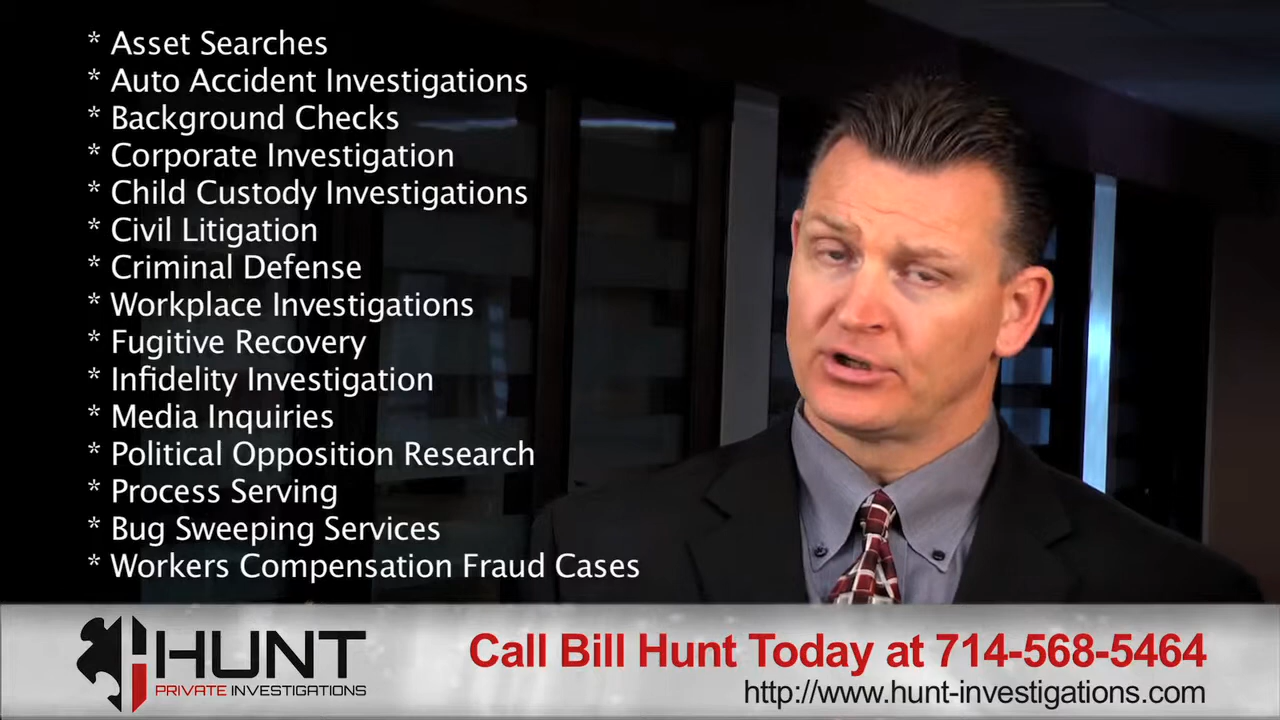 * Asset Searches
* Auto Accident Investigations
* Background Checks
* Corporate Investigation
* Child Custody Investigations
* Civil Litigation
* Criminal Defense
* Workplace Investigations
* Fugitive Recovery
* Infidelity Investigation
* Media Inquiries
* Political Opposition Research
* Process Serving
* Bug Sweeping Services
* Workers Compensation Fraud Cases
HUNT
PRIVATE INVESTIGATIONS
Call Bill Hunt Today at 714-568-5464
http://www.hunt-investigations.com